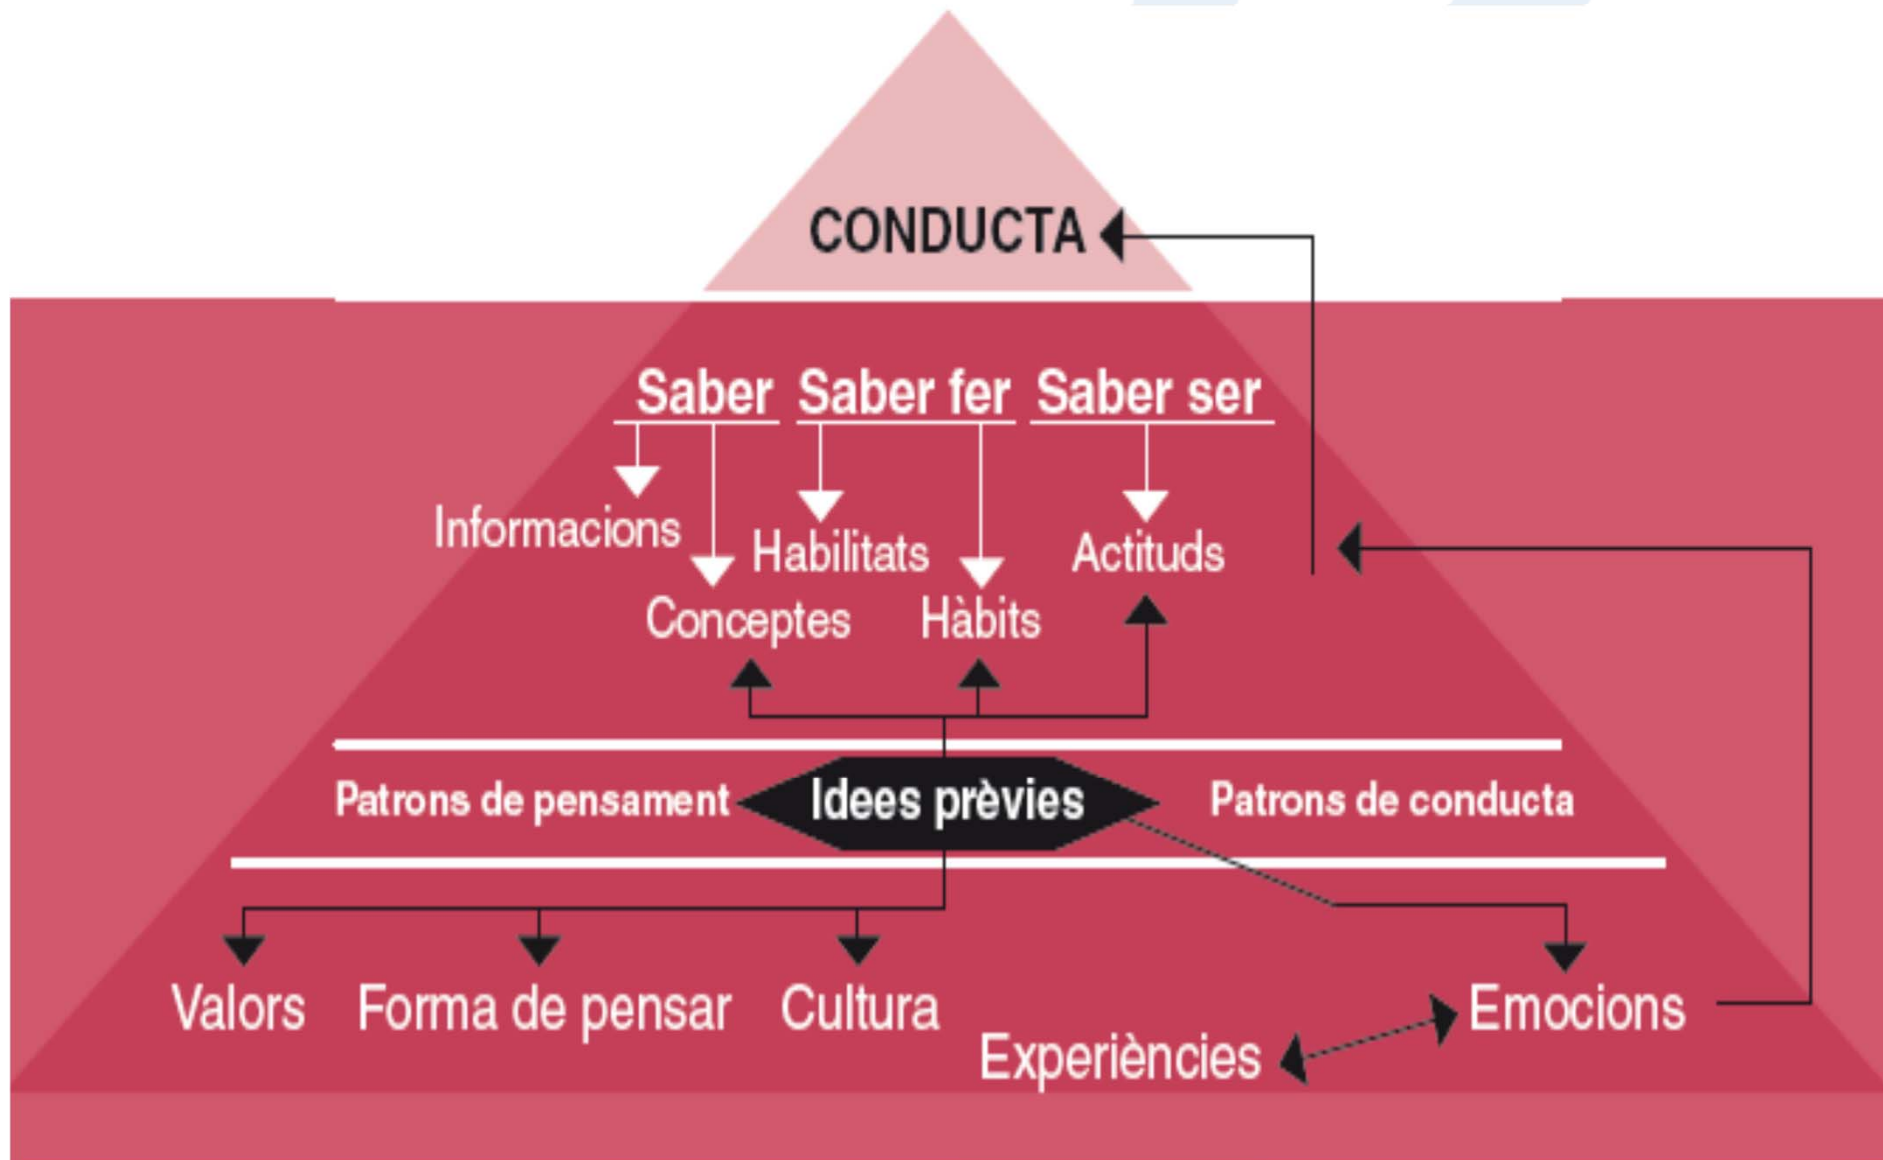 CONDUCTA
Saber Saber fer Saber ser
Informacions
Habilitats Actituds
Conceptes Hàbits
Patrons de pensament Idees prèvies Patrons de conducta
Valors Forma de pensar Cultura Emocions
Experiències